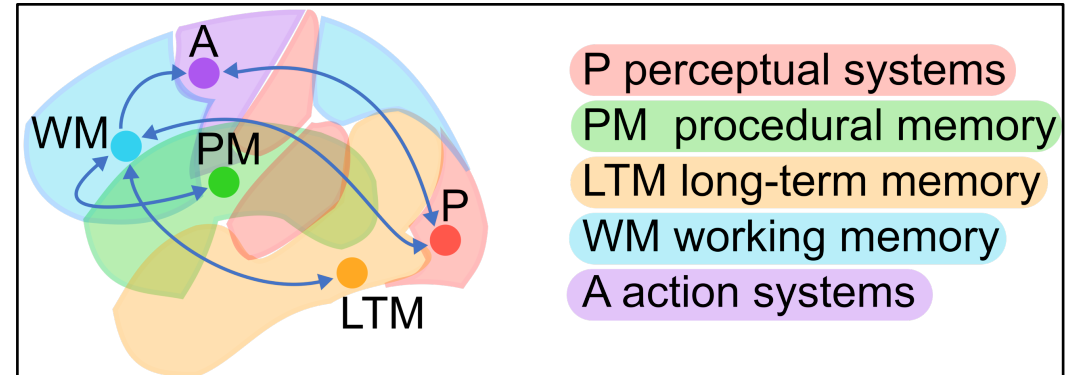 A
WM
PM
P
LTM
P perceptual systems
PM procedural memory
LTM long-term memory
WM working memory
A action systems